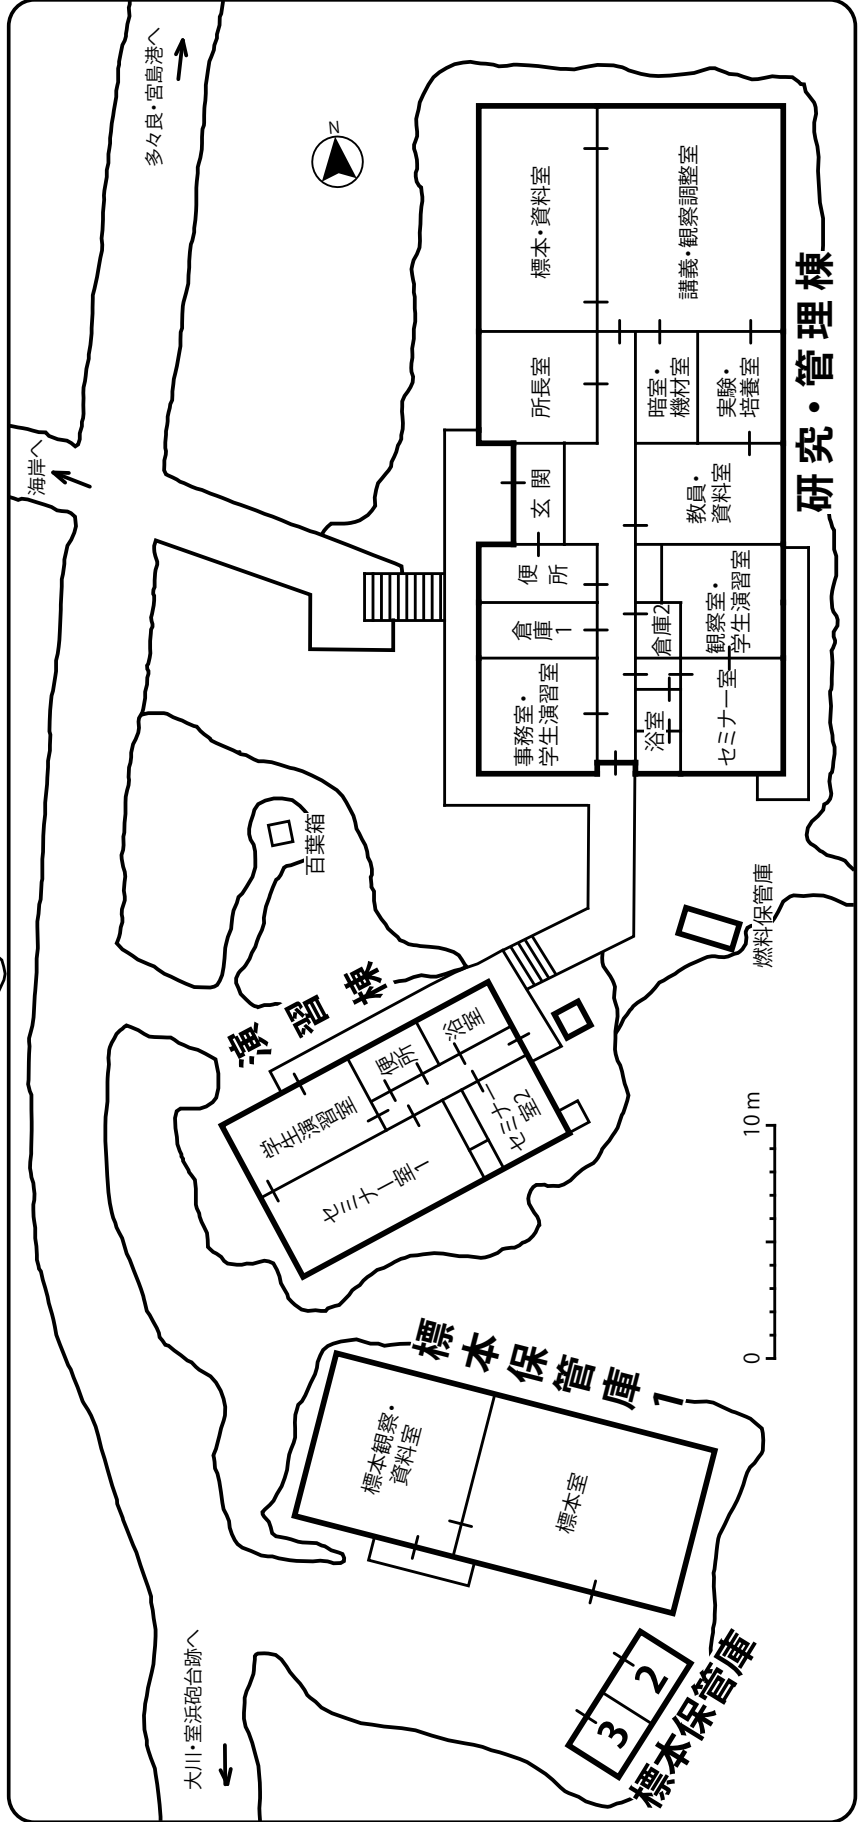 多々良・宮島港へ
海岸へ
N
標本・資料室
講義・観察調整室
所長室
暗室・
機材室
実験・
培養室
研究・管理棟
玄関
教員・
資料室
便所
倉庫
1
倉庫2
観察室・
学生演習室
事務室・
学生演習室
浴室
セミナー室
百葉箱
燃料保管庫
演習棟
学生演習室
便所
浴室
セミナー室1
セミナー
室2
10 m
0
標本保管庫1
標本観察・
資料室
標本室
大川・室浜砲台跡へ
3
2
標本保管庫